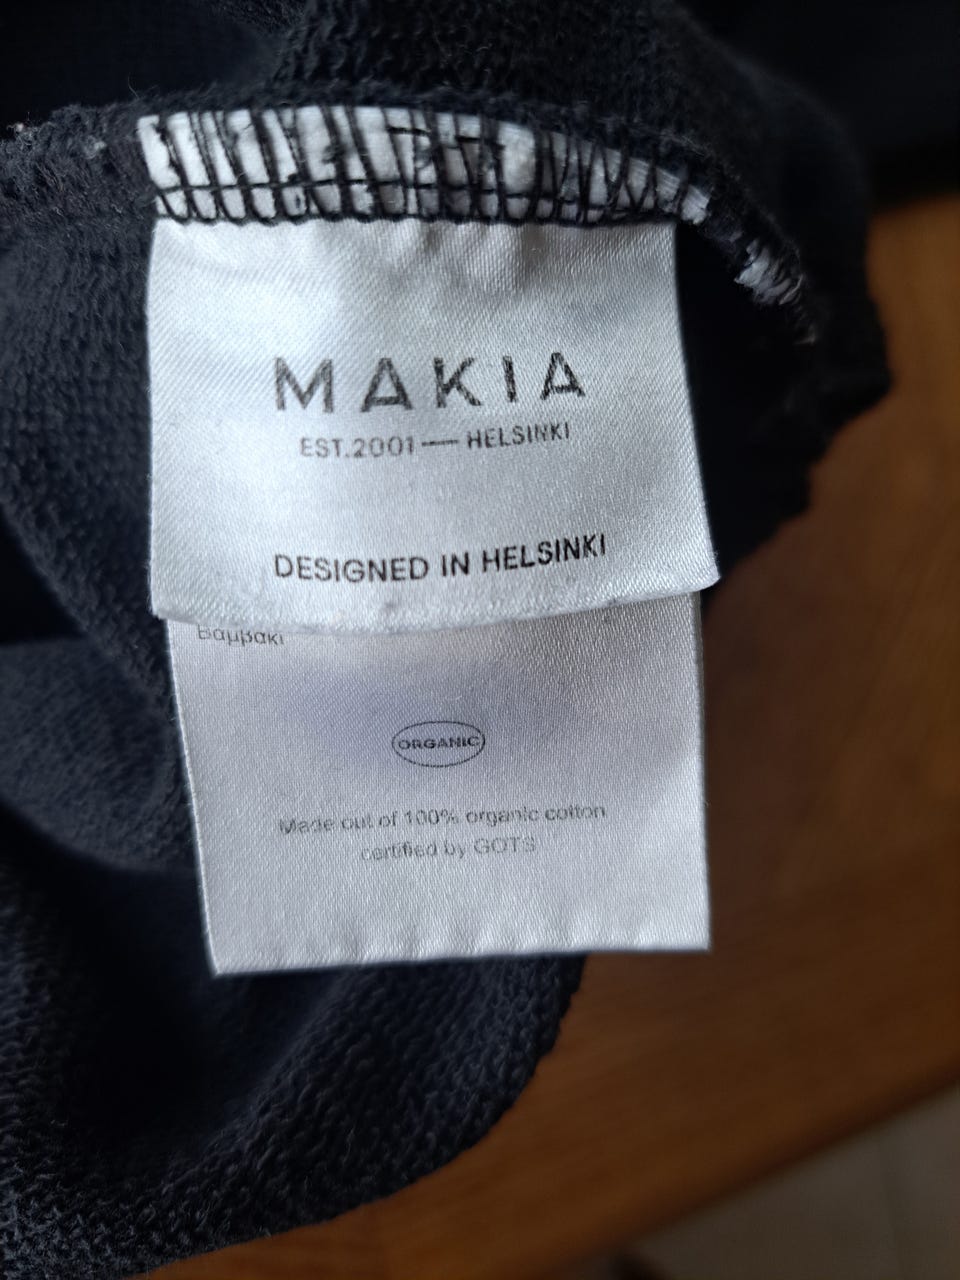 MAKIA
EST.2001 — HELSINKI
DESIGNED IN HELSINKI
Βαμβάκι
ORGANIC
Made out of 100% organic cotton
certified by GOTS